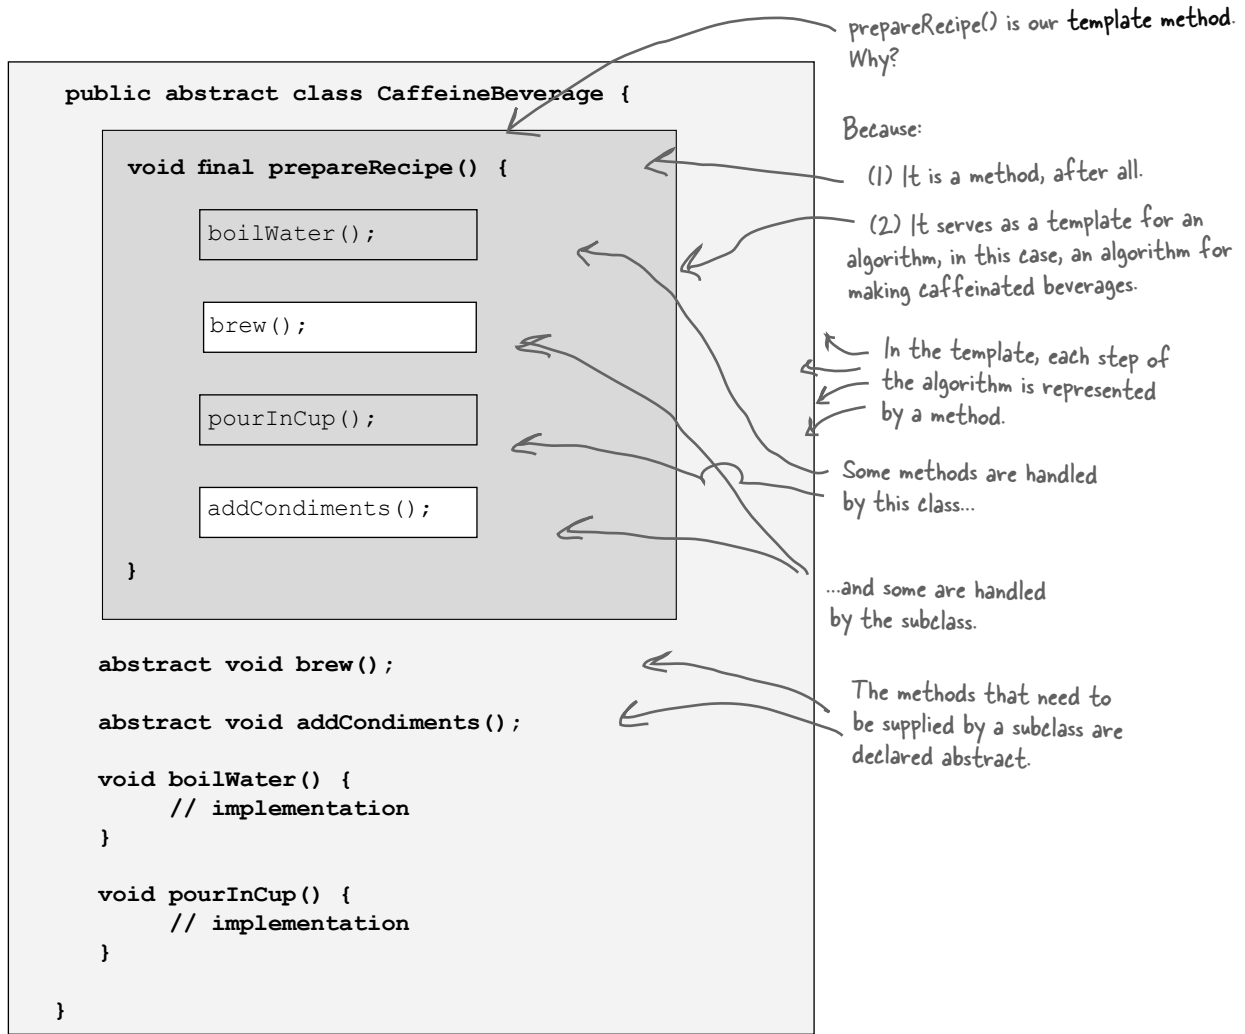 prepareRecipe() is our template method.
Why?
public abstract class CaffeineBeverage {
void final prepareRecipe() {
boilWater();
brew();
pourInCup();
addCondiments();
}
abstract void brew();
abstract void addCondiments();
void boilWater() {
// implementation
}
void pourInCup() {
// implementation
}
}
Because:
(1) It is a method, after all.
(2) It serves as a template for an
algorithm, in this case, an algorithm for
making caffeinated beverages.
In the template, each step of
the algorithm is represented
by a method.
Some methods are handled
by this class...
...and some are handled
by the subclass.
The methods that need to
be supplied by a subclass are
declared abstract.